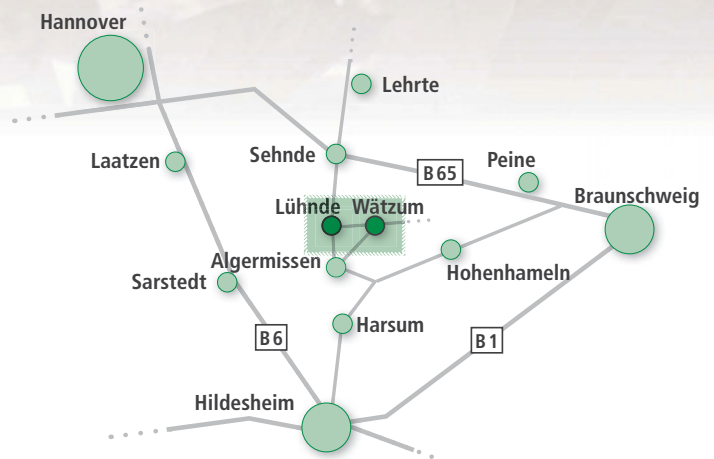 Hannover
Lehrte
Laatzen
Sehnde
B 65
Peine
Braunschweig
Lühnde
Wätzum
Algermissen
Hohenhameln
Sarstedt
Harsum
B 6
B 1
Hildesheim